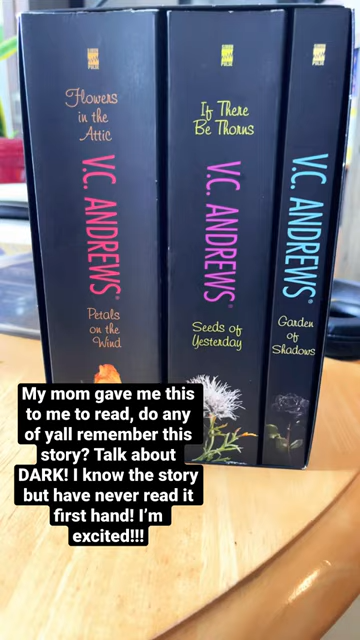 Flowers
in the
Attic
V.C. ANDREWS®
Petals
on the
Wind
If There
Be Thorns
V.C. ANDREWS®
Seeds of
Yesterday
V.C. ANDREWS®
Garden
of
Shadows
My mom gave me this
to me to read, do any
of yall remember this
story? Talk about
DARK! I know the story
but have never read it
first hand! I’m
excited!!!